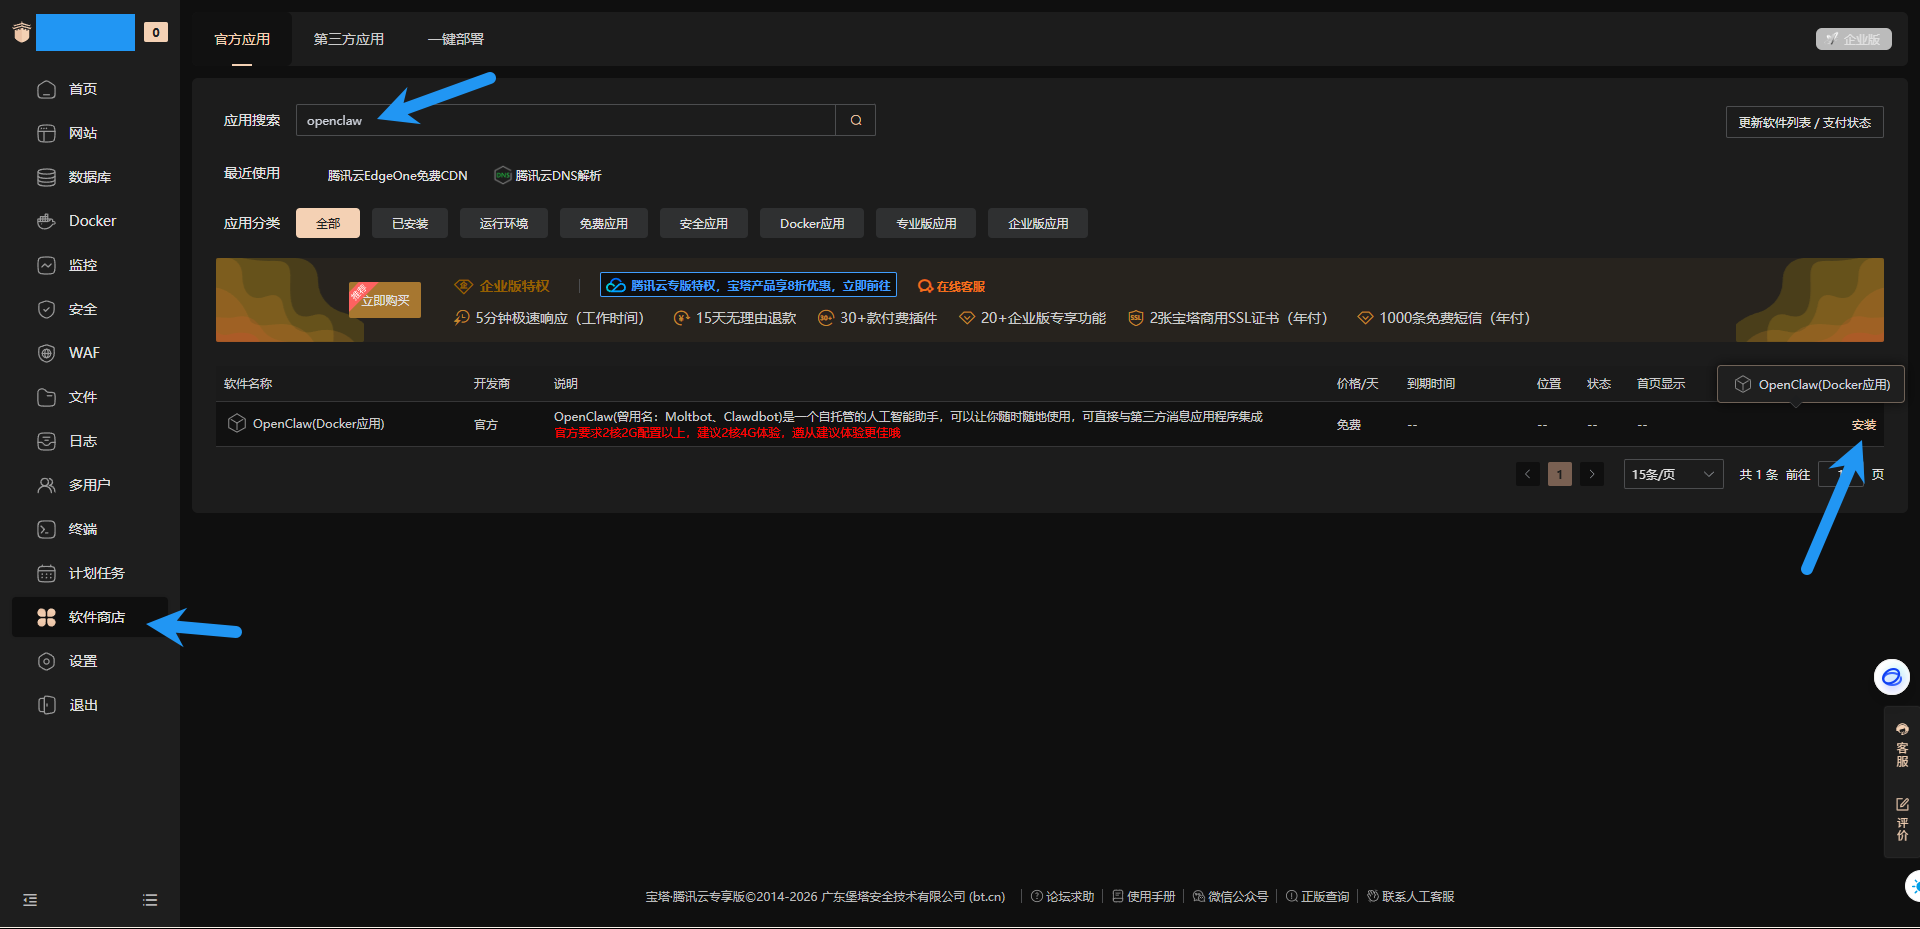 0
首页
网站
数据库
Docker
监控
安全
WAF
文件
日志
多用户
终端
计划任务
软件商店
设置
退出
官方应用 第三方应用 一键部署
企业版
应用搜索 openclaw
更新软件列表 / 支付状态
最近使用 腾讯云EdgeOne免费CDN DNS 腾讯云DNS解析
应用分类 全部 已安装 运行环境 免费应用 安全应用 Docker应用 专业版应用 企业版应用
推荐 立即购买
企业版特权 腾讯云专版特权，宝塔产品享8折优惠，立即前往 在线客服
5分钟极速响应（工作时间） 15天无理由退款 30+ 30+款付费插件 20+企业版专享功能 SSL 2张宝塔商用SSL证书（年付） 1000条免费短信（年付）
软件名称 开发商 说明 价格/天 到期时间 位置 状态 首页显示
OpenClaw(Docker应用)
OpenClaw(Docker应用) 官方 OpenClaw(曾用名：Moltbot、Clawdbot)是一个自托管的人工智能助手，可以让你随时随地使用，可直接与第三方消息应用程序集成 免费 -- -- -- -- 安装
官方要求2核2G配置以上，建议2核4G体验，遵从建议体验更佳哦
1 15条/页 共 1 条 前往 1 页
客服
评价
宝塔·腾讯云专享版©2014-2026 广东堡塔安全技术有限公司 (bt.cn) 论坛求助 使用手册 微信公众号 正版查询 联系人工客服